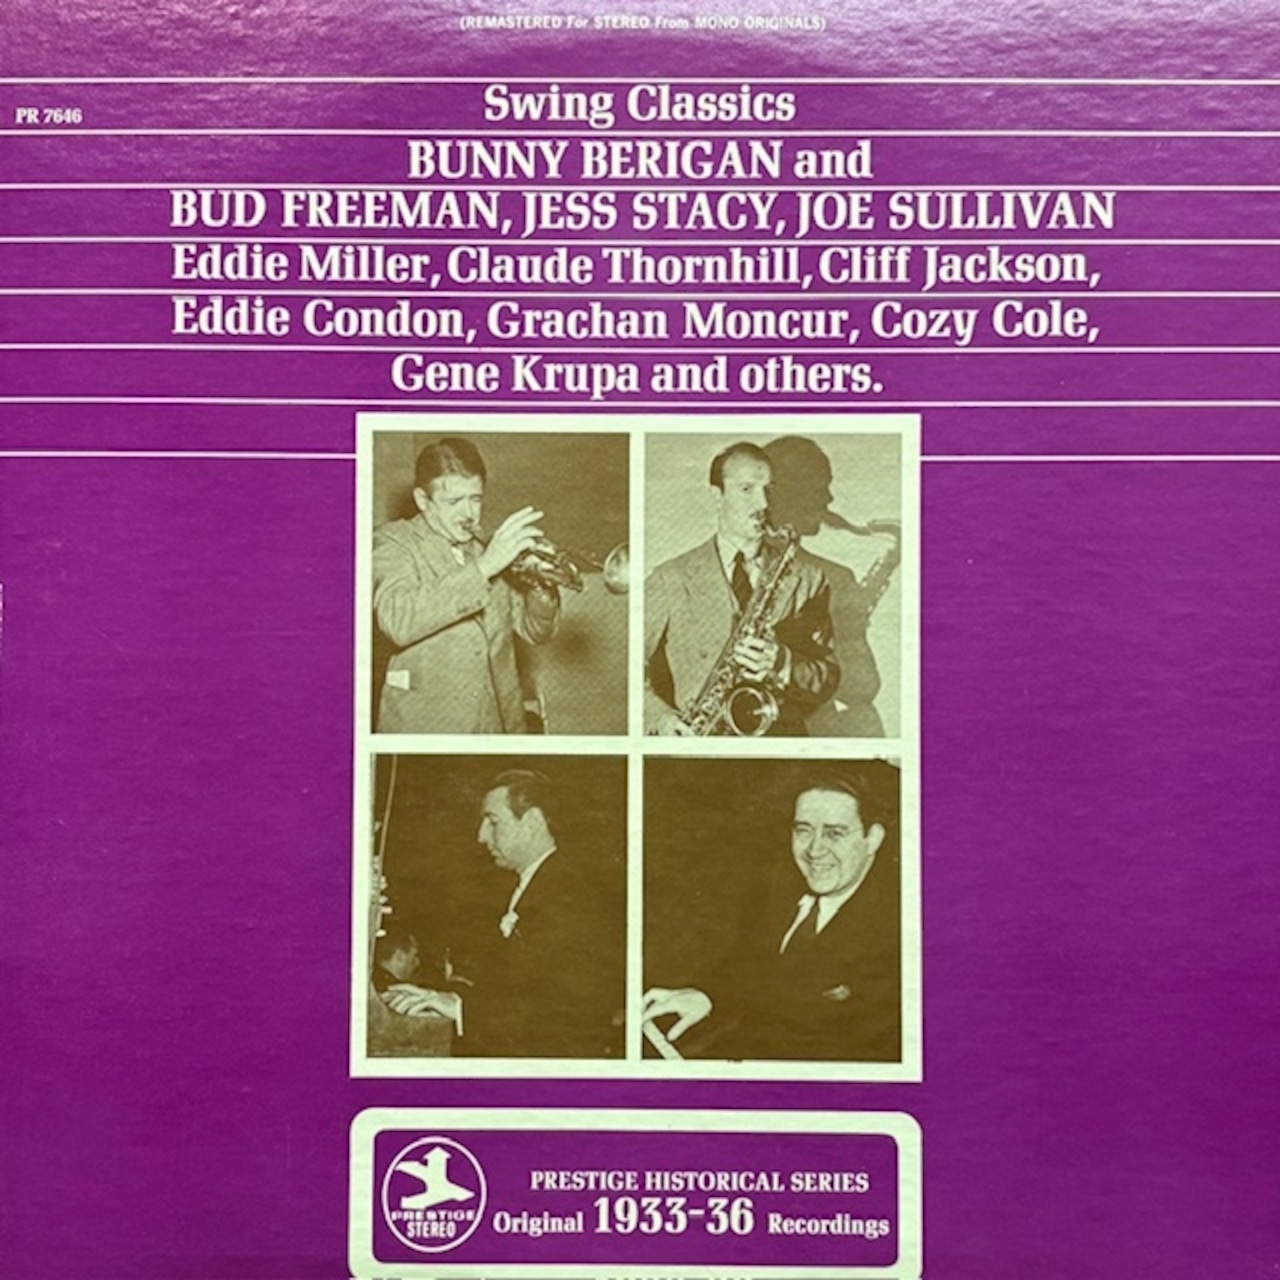 (REMASTERED For STEREO From MONO ORIGINALS)
PR 7646
Swing Classics
BUNNY BERIGAN and
BUD FREEMAN, JESS STACY, JOE SULLIVAN
Eddie Miller, Claude Thornhill, Cliff Jackson,
Eddie Condon, Grachan Moncur, Cozy Cole,
Gene Krupa and others.
PRESTIGE
STEREO
PRESTIGE HISTORICAL SERIES
Original 1933-36 Recordings